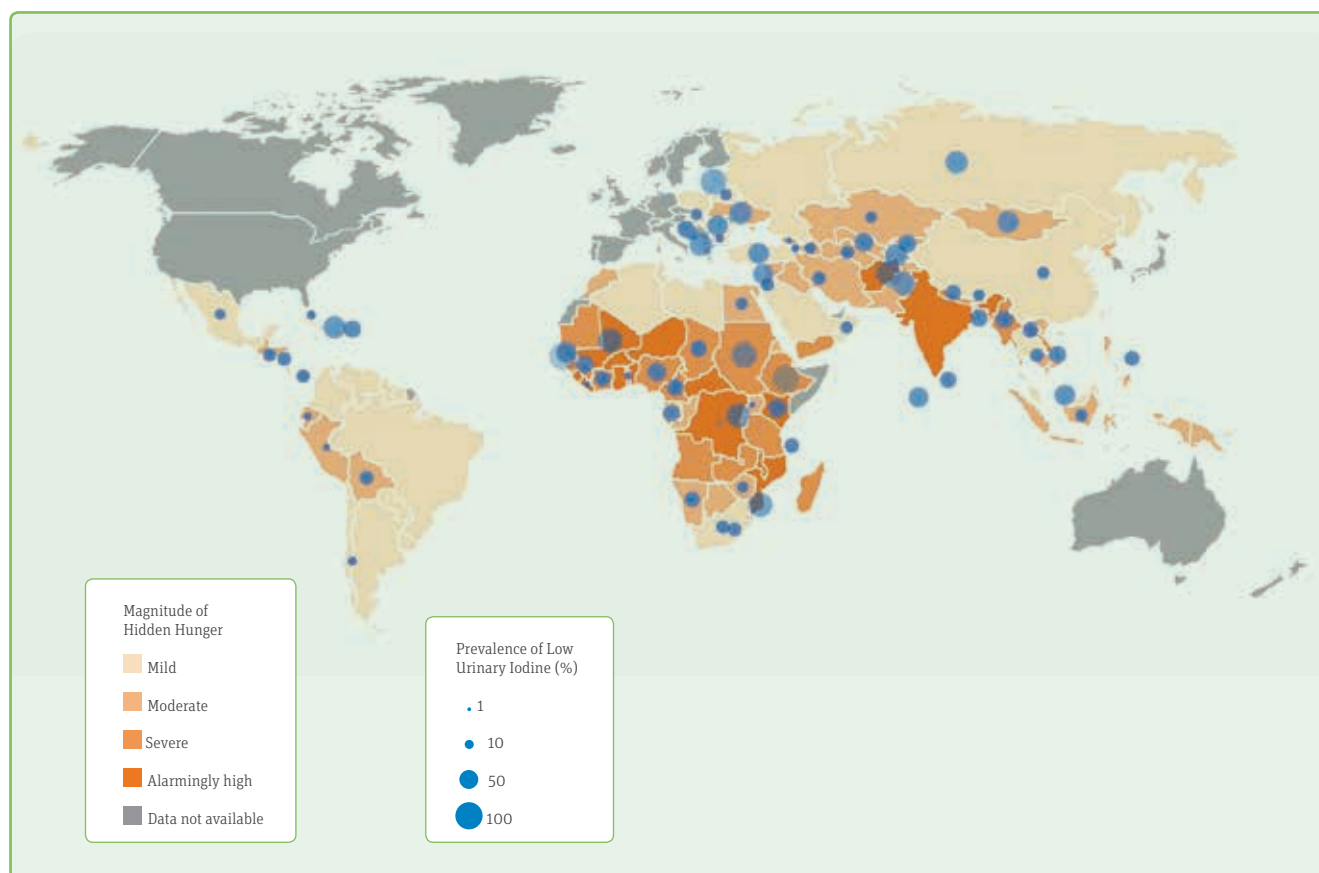 Magnitude of
Hidden Hunger
Mild
Moderate
Severe
Alarmingly high
Data not available
Prevalence of Low
Urinary Iodine (%)
1
10
50
100